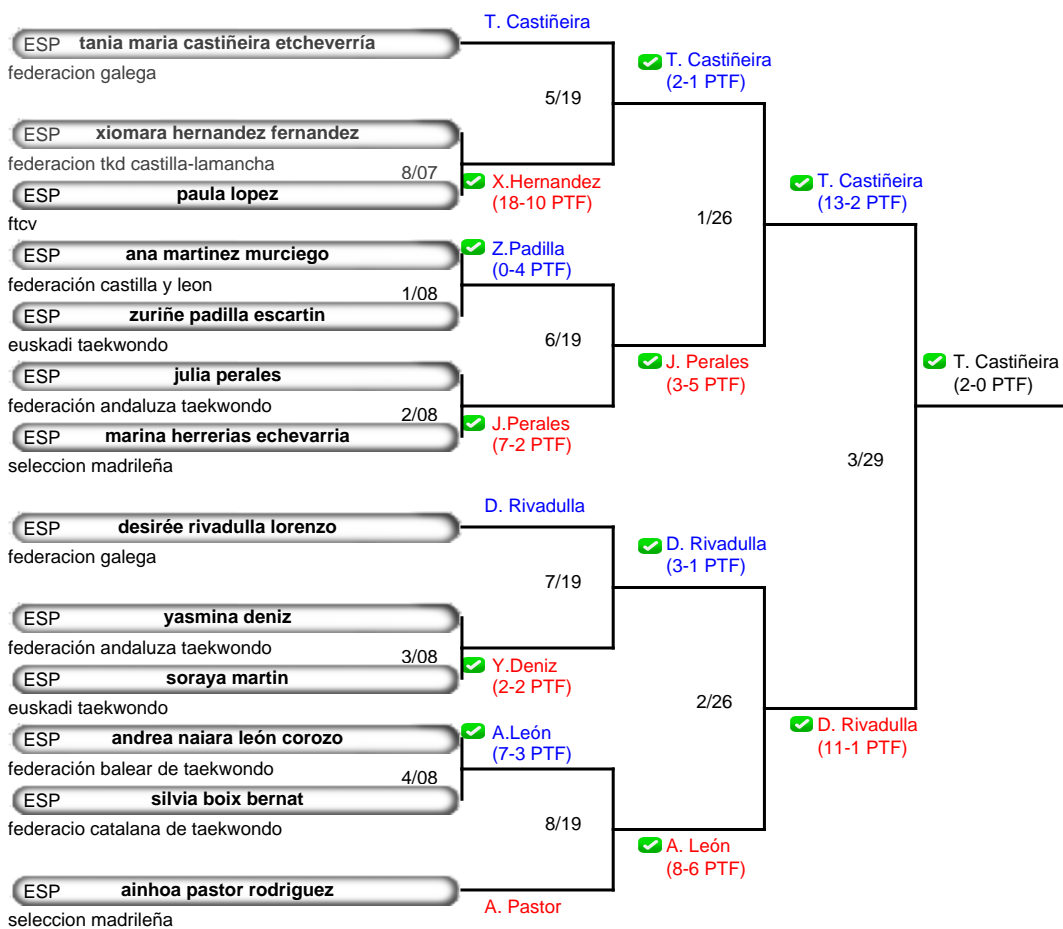 T. Castiñeira
ESP tania maria castiñeira etcheverría
federacion galega
T. Castiñeira
(2-1 PTF)
5/19
ESP xiomara hernandez fernandez
federacion tkd castilla-lamancha
8/07
X.Hernandez
(18-10 PTF)
ESP paula lopez
ftcv
T. Castiñeira
(13-2 PTF)
1/26
ESP ana martinez murciego
federación castilla y leon
Z.Padilla
(0-4 PTF)
1/08
ESP zuriñe padilla escartin
euskadi taekwondo
6/19
J. Perales
(3-5 PTF)
ESP julia perales
federación andaluza taekwondo
2/08
J.Perales
(7-2 PTF)
ESP marina herrerias echevarria
seleccion madrileña
T. Castiñeira
(2-0 PTF)
3/29
D. Rivadulla
ESP desirée rivadulla lorenzo
federacion galega
D. Rivadulla
(3-1 PTF)
7/19
ESP yasmina deniz
federación andaluza taekwondo
3/08
Y.Deniz
(2-2 PTF)
ESP soraya martin
euskadi taekwondo
2/26
D. Rivadulla
(11-1 PTF)
ESP andrea naiara león corozo
federación balear de taekwondo
A.León
(7-3 PTF)
4/08
ESP silvia boix bernat
federacio catalana de taekwondo
8/19
A. León
(8-6 PTF)
ESP ainhoa pastor rodriguez
seleccion madrileña
A. Pastor